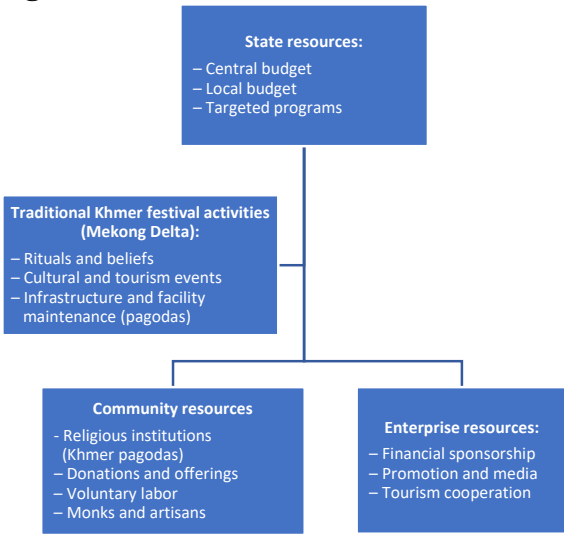 State resources:
– Central budget
– Local budget
– Targeted programs
Traditional Khmer festival activities
(Mekong Delta):
– Rituals and beliefs
– Cultural and tourism events
– Infrastructure and facility
maintenance (pagodas)
Community resources
- Religious institutions
(Khmer pagodas)
– Donations and offerings
– Voluntary labor
– Monks and artisans
Enterprise resources:
– Financial sponsorship
– Promotion and media
– Tourism cooperation